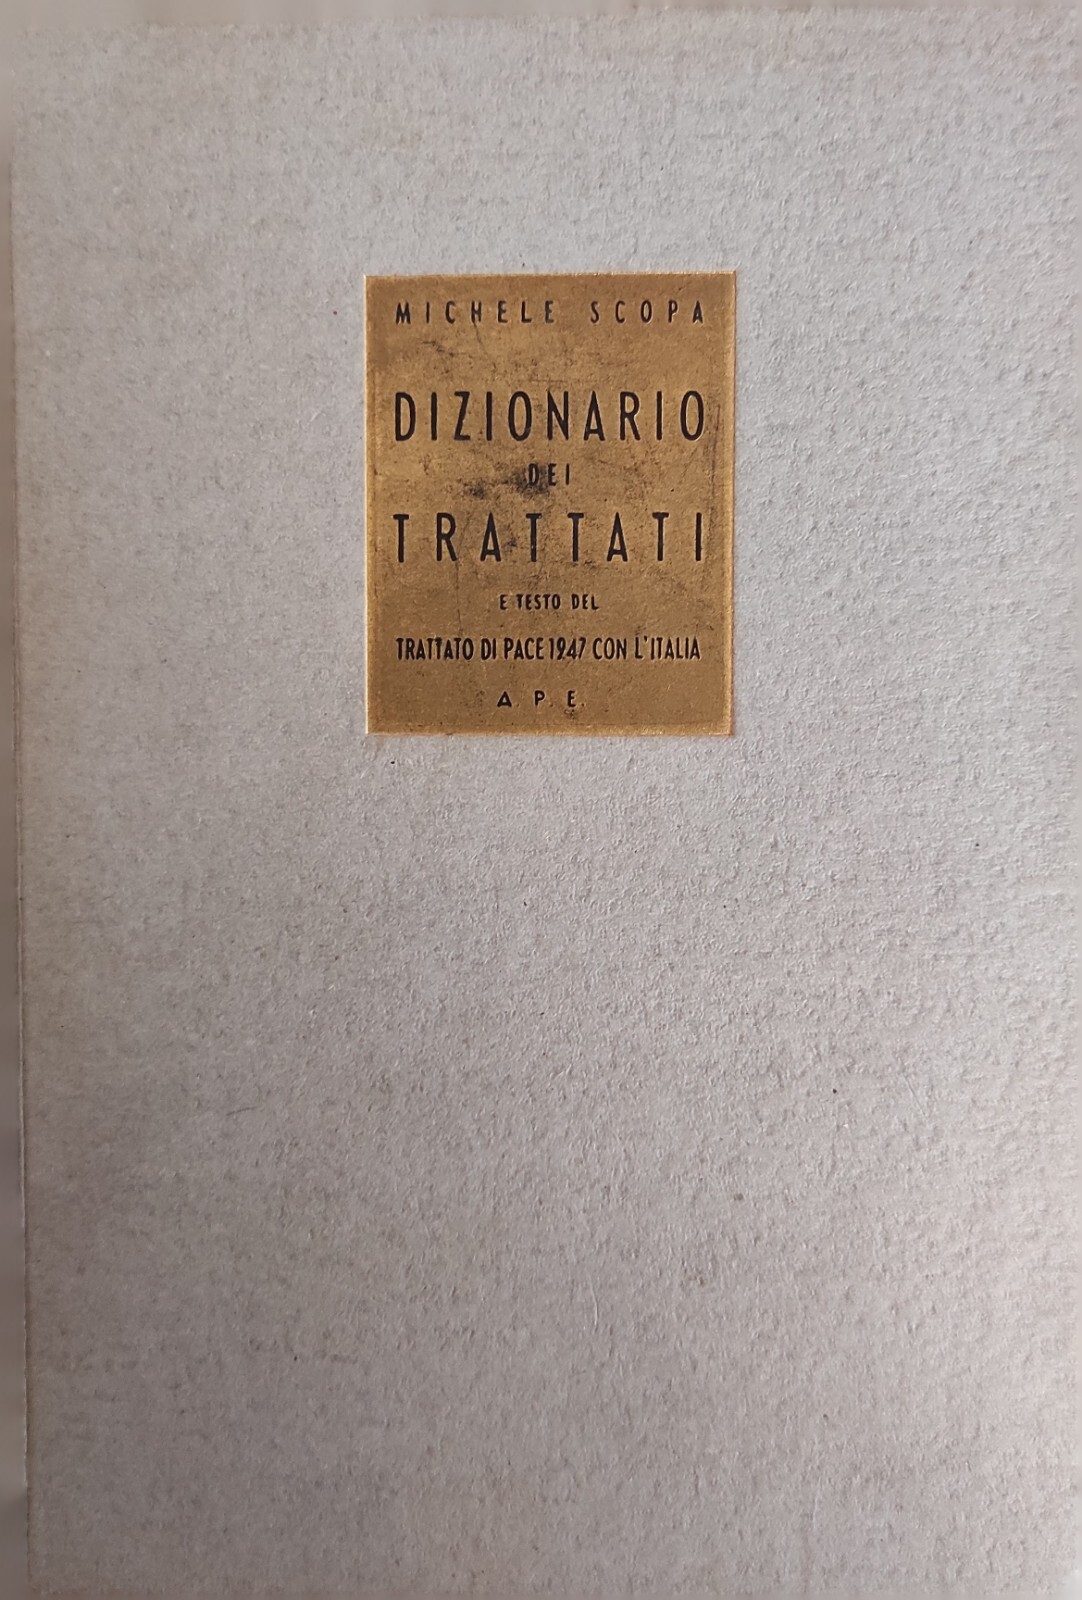 MICHELE SCOPA
DIZIONARIO
DEI
TRATTATI
E TESTO DEL
TRATTATO DI PACE 1947 CON L'ITALIA
A. P. E.